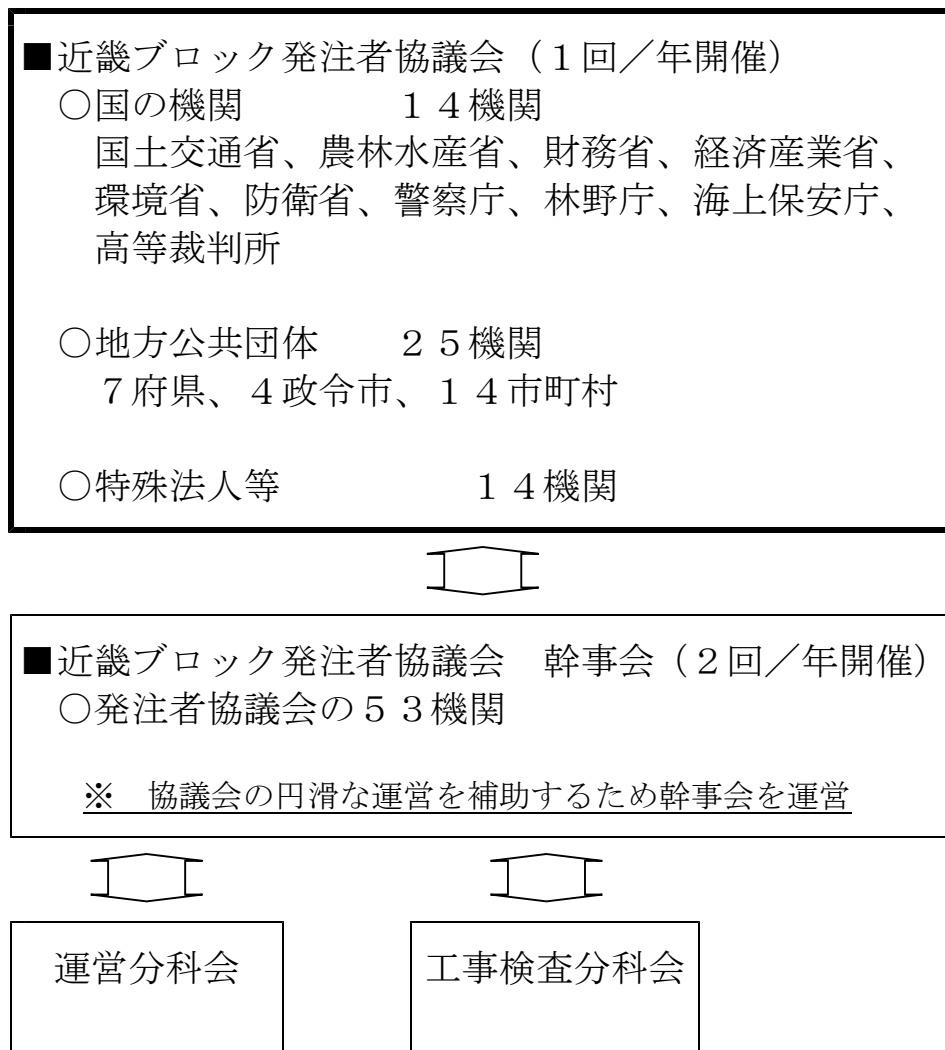 ■近畿ブロック発注者協議会（１回／年開催）
○国の機関　　　　１４機関
国土交通省、農林水産省、財務省、経済産業省、
環境省、防衛省、警察庁、林野庁、海上保安庁、
高等裁判所
○地方公共団体　　２５機関
７府県、４政令市、１４市町村
○特殊法人等　　　　　１４機関
■近畿ブロック発注者協議会　幹事会（２回／年開催）
○発注者協議会の５３機関
※　協議会の円滑な運営を補助するため幹事会を運営
運営分科会
工事検査分科会